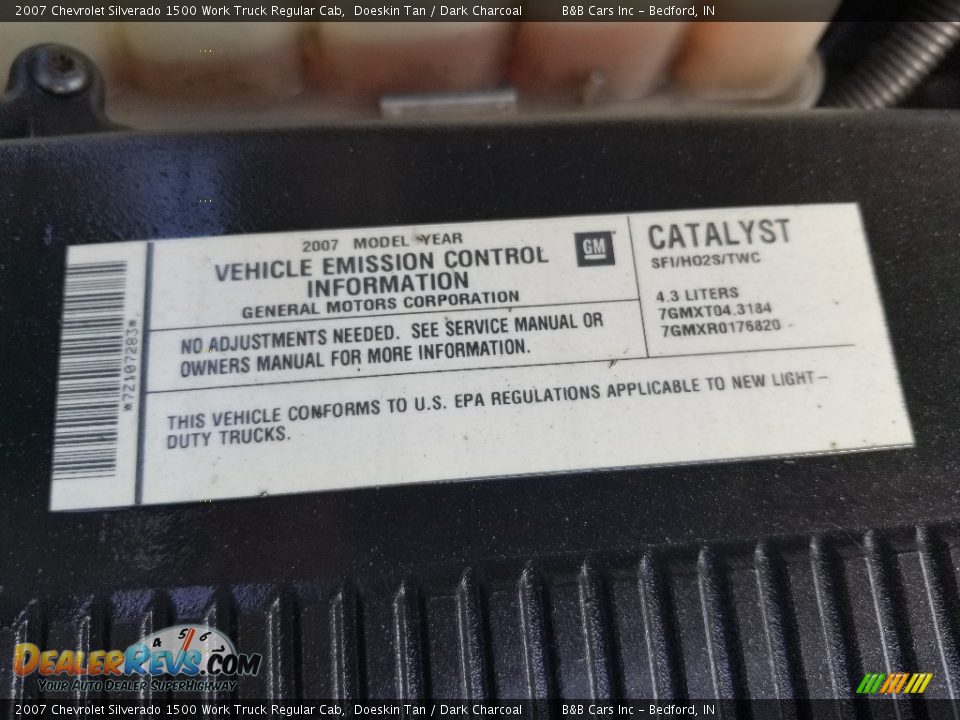 2007 Chevrolet Silverado 1500 Work Truck Regular Cab, Doeskin Tan / Dark Charcoal B&B Cars Inc - Bedford, IN
2007 MODEL YEAR
VEHICLE EMISSION CONTROL
INFORMATION
GENERAL MOTORS CORPORATION
GM
CATALYST
SFI/HO2S/TWC
4.3 LITERS
7GMXT04.3184
7GMXR0176820
NO ADJUSTMENTS NEEDED. SEE SERVICE MANUAL OR
OWNERS MANUAL FOR MORE INFORMATION.
*7Z107283*
THIS VEHICLE CONFORMS TO U.S. EPA REGULATIONS APPLICABLE TO NEW LIGHT-
DUTY TRUCKS.
4 5 6
DEALERREVS.COM
YOUR AUTO DEALER SUPERHIGHWAY
2007 Chevrolet Silverado 1500 Work Truck Regular Cab, Doeskin Tan / Dark Charcoal B&B Cars Inc - Bedford, IN